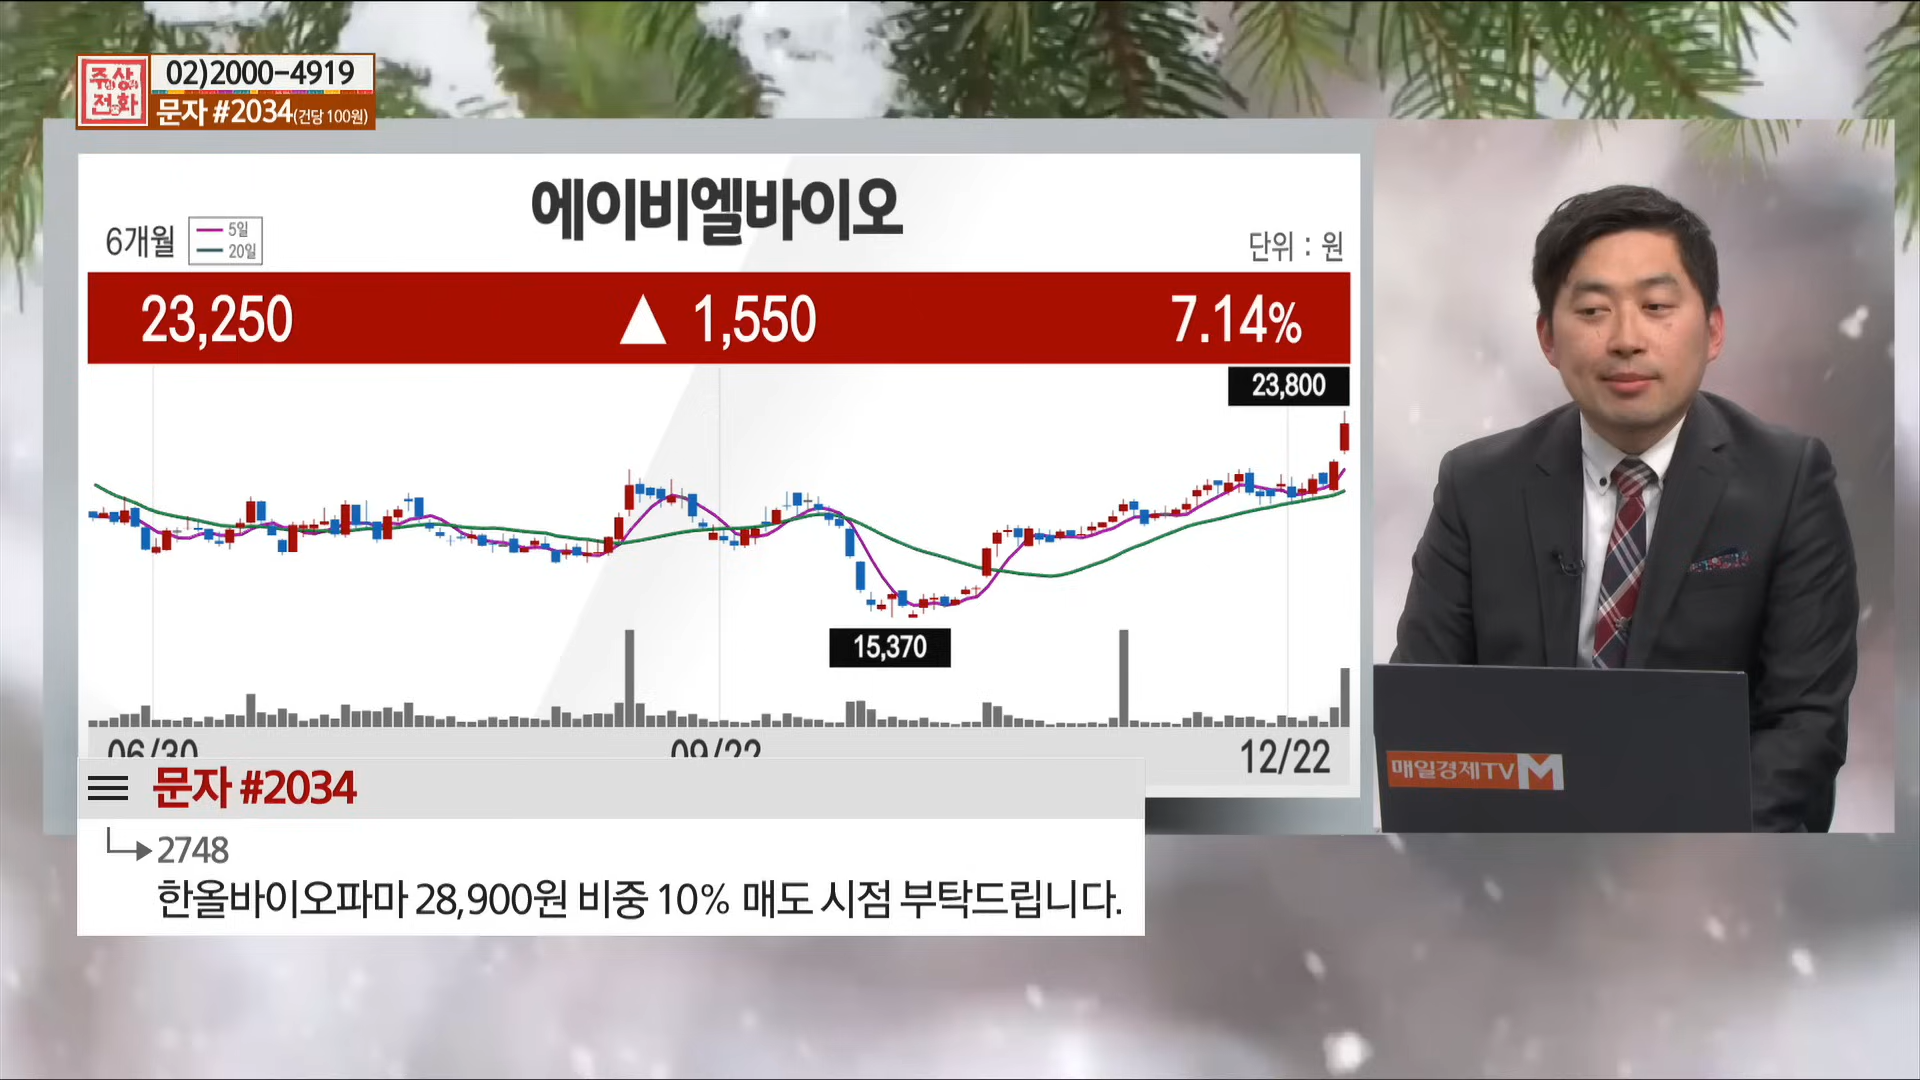 주식상담
전화
02)2000-4919
문자 #2034(건당 100원)
에이비엘바이오
6개월
5일
20일
단위 : 원
23,250 ▲ 1,550 7.14%
23,800
15,370
06/30 09/22 12/22
문자 #2034
2748
한올바이오파마 28,900원 비중 10% 매도 시점 부탁드립니다.
매일경제TV M